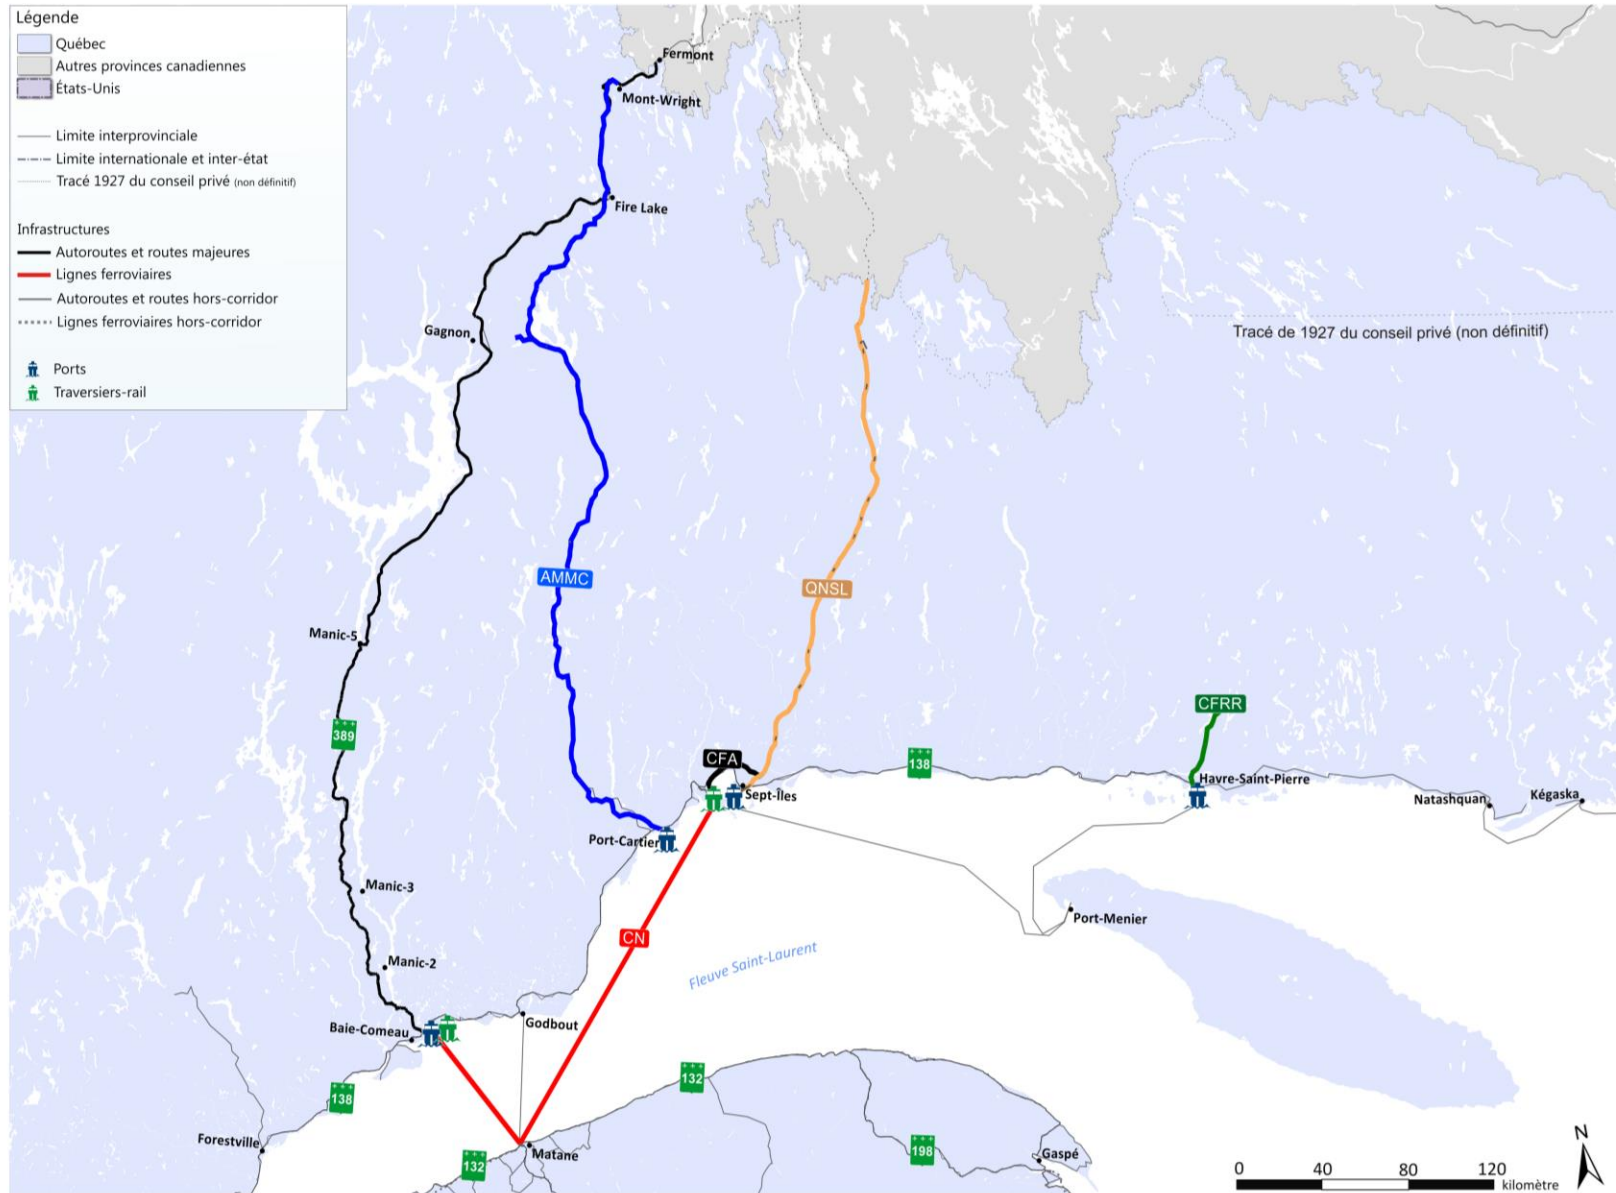 Légende
Québec
Autres provinces canadiennes
États-Unis
Limite interprovinciale
Limite internationale et inter-état
Tracé 1927 du conseil privé (non définitif)
Infrastructures
Autoroutes et routes majeures
Lignes ferroviaires
Autoroutes et routes hors-corridor
Lignes ferroviaires hors-corridor
Ports
Traversiers-rail
Fermont
Mont-Wright
Fire Lake
Gagnon
Tracé de 1927 du conseil privé (non définitif)
AMMC
QNSL
Manic-5
389
CFRR
CFA
138
Havre-Saint-Pierre
Sept-Îles
Natashquan
Kégaska
Port-Cartier
Manic-3
Port-Menier
CN
Manic-2
Fleuve Saint-Laurent
Godbout
Baie-Comeau
132
138
Forestville
Matane
132
198
Gaspé
N
0 40 80 120
kilomètre